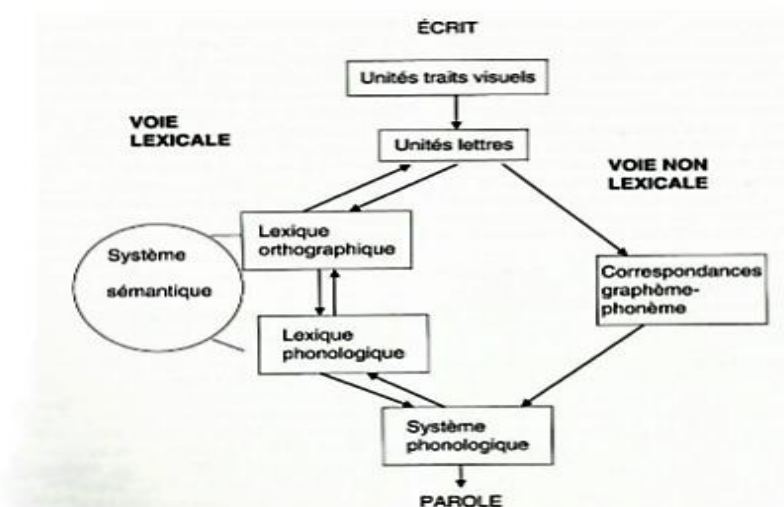 ÉCRIT
Unités traits visuels
VOIE
LEXICALE
Unités lettres
VOIE NON
LEXICALE
Lexique
orthographique
Système
sémantique
Correspondances
graphème-
phonème
Lexique
phonologique
Système
phonologique
PAROLE